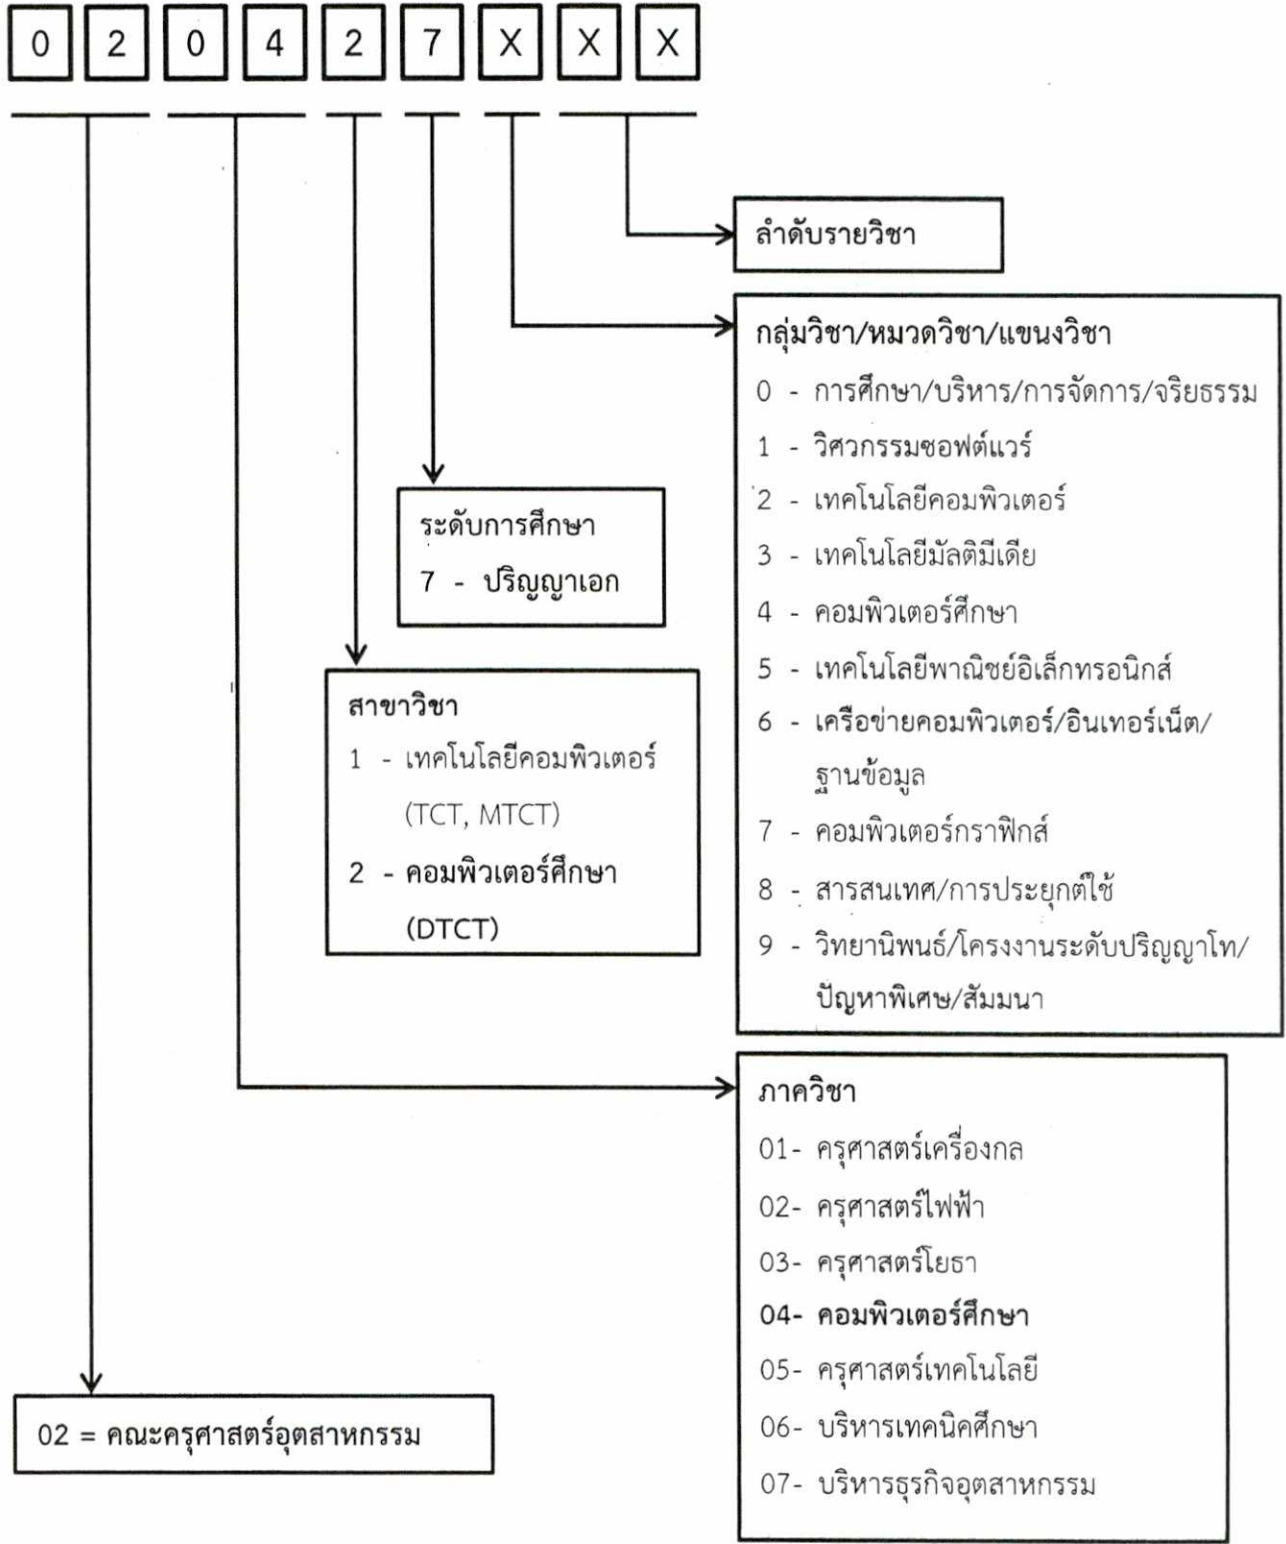 0 2 0 4 2 7 X X X
ลำดับรายวิชา
กลุ่มวิชา/หมวดวิชา/แขนงวิชา
0 - การศึกษา/บริหาร/การจัดการ/จริยธรรม
1 - วิศวกรรมซอฟต์แวร์
2 - เทคโนโลยีคอมพิวเตอร์
3 - เทคโนโลยีมัลติมีเดีย
4 - คอมพิวเตอร์ศึกษา
5 - เทคโนโลยีพาณิชย์อิเล็กทรอนิกส์
6 - เครือข่ายคอมพิวเตอร์/อินเทอร์เน็ต/
ฐานข้อมูล
7 - คอมพิวเตอร์กราฟิกส์
8 - สารสนเทศ/การประยุกต์ใช้
9 - วิทยานิพนธ์/โครงงานระดับปริญญาโท/
ปัญหาพิเศษ/สัมมนา
ระดับการศึกษา
7 - ปริญญาเอก
สาขาวิชา
1 - เทคโนโลยีคอมพิวเตอร์
(TCT, MTCT)
2 - คอมพิวเตอร์ศึกษา
(DTCT)
ภาควิชา
01- ครุศาสตร์เครื่องกล
02- ครุศาสตร์ไฟฟ้า
03- ครุศาสตร์โยธา
04- คอมพิวเตอร์ศึกษา
05- ครุศาสตร์เทคโนโลยี
06- บริหารเทคนิคศึกษา
07- บริหารธุรกิจอุตสาหกรรม
02 = คณะครุศาสตร์อุตสาหกรรม